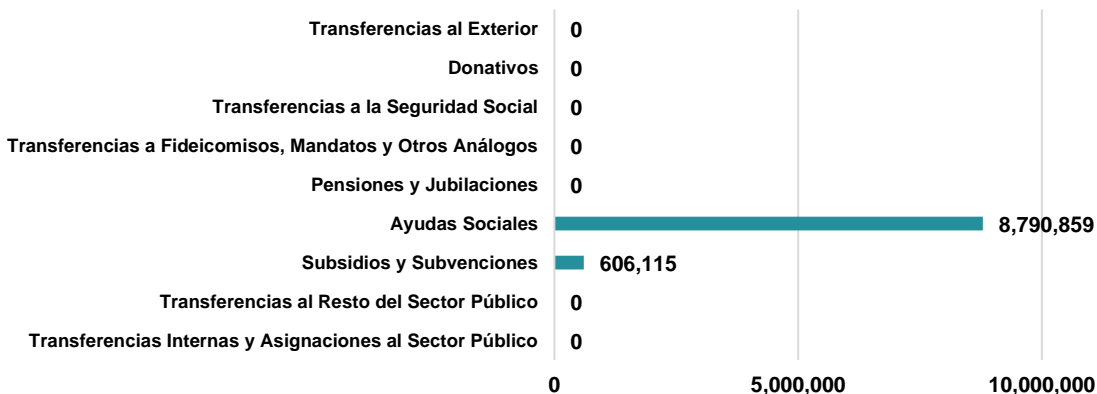 Transferencias al Exterior 0
Donativos 0
Transferencias a la Seguridad Social 0
Transferencias a Fideicomisos, Mandatos y Otros Análogos 0
Pensiones y Jubilaciones 0
Ayudas Sociales 8,790,859
Subsidios y Subvenciones 606,115
Transferencias al Resto del Sector Público 0
Transferencias Internas y Asignaciones al Sector Público 0
0 5,000,000 10,000,000